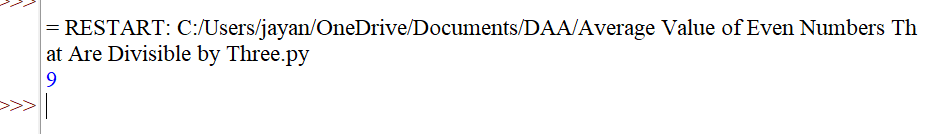 >>>
= RESTART: C:/Users/jayan/OneDrive/Documents/DAA/Average Value of Even Numbers Th
at Are Divisible by Three.py
9
>>>